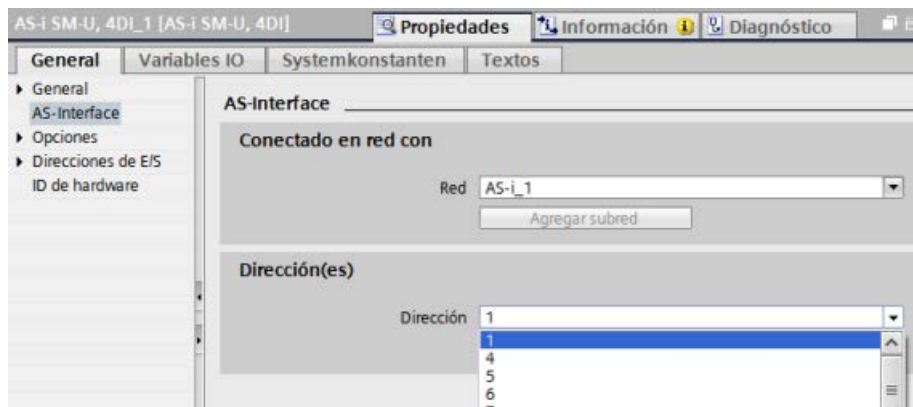 AS-i SM-U, 4DI_1 [AS-i SM-U, 4DI]
Propiedades
Información
Diagnóstico
General
Variables IO
Systemkonstanten
Textos
General
AS-Interface
Opciones
Direcciones de E/S
ID de hardware
AS-Interface
Conectado en red con
Red AS-i_1
Agregar subred
Dirección(es)
Dirección 1
1
4
5
6